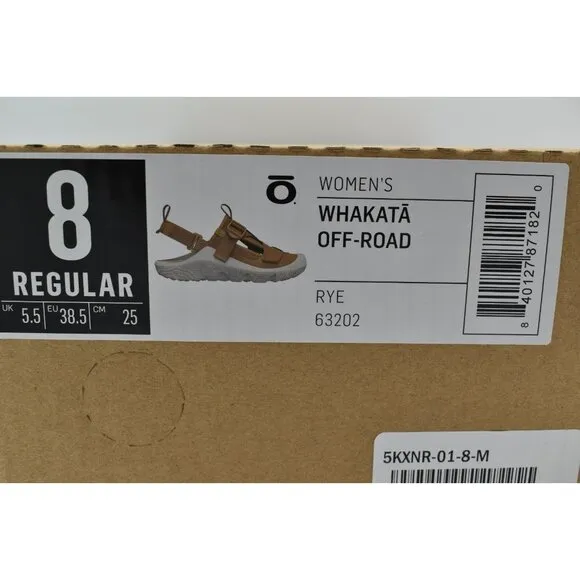 8
REGULAR
UK 5.5 EU 38.5 CM 25
ō
WOMEN'S
WHAKATĀ
OFF-ROAD
RYE
63202
8 40127 87182 0
5KXNR-01-8-M